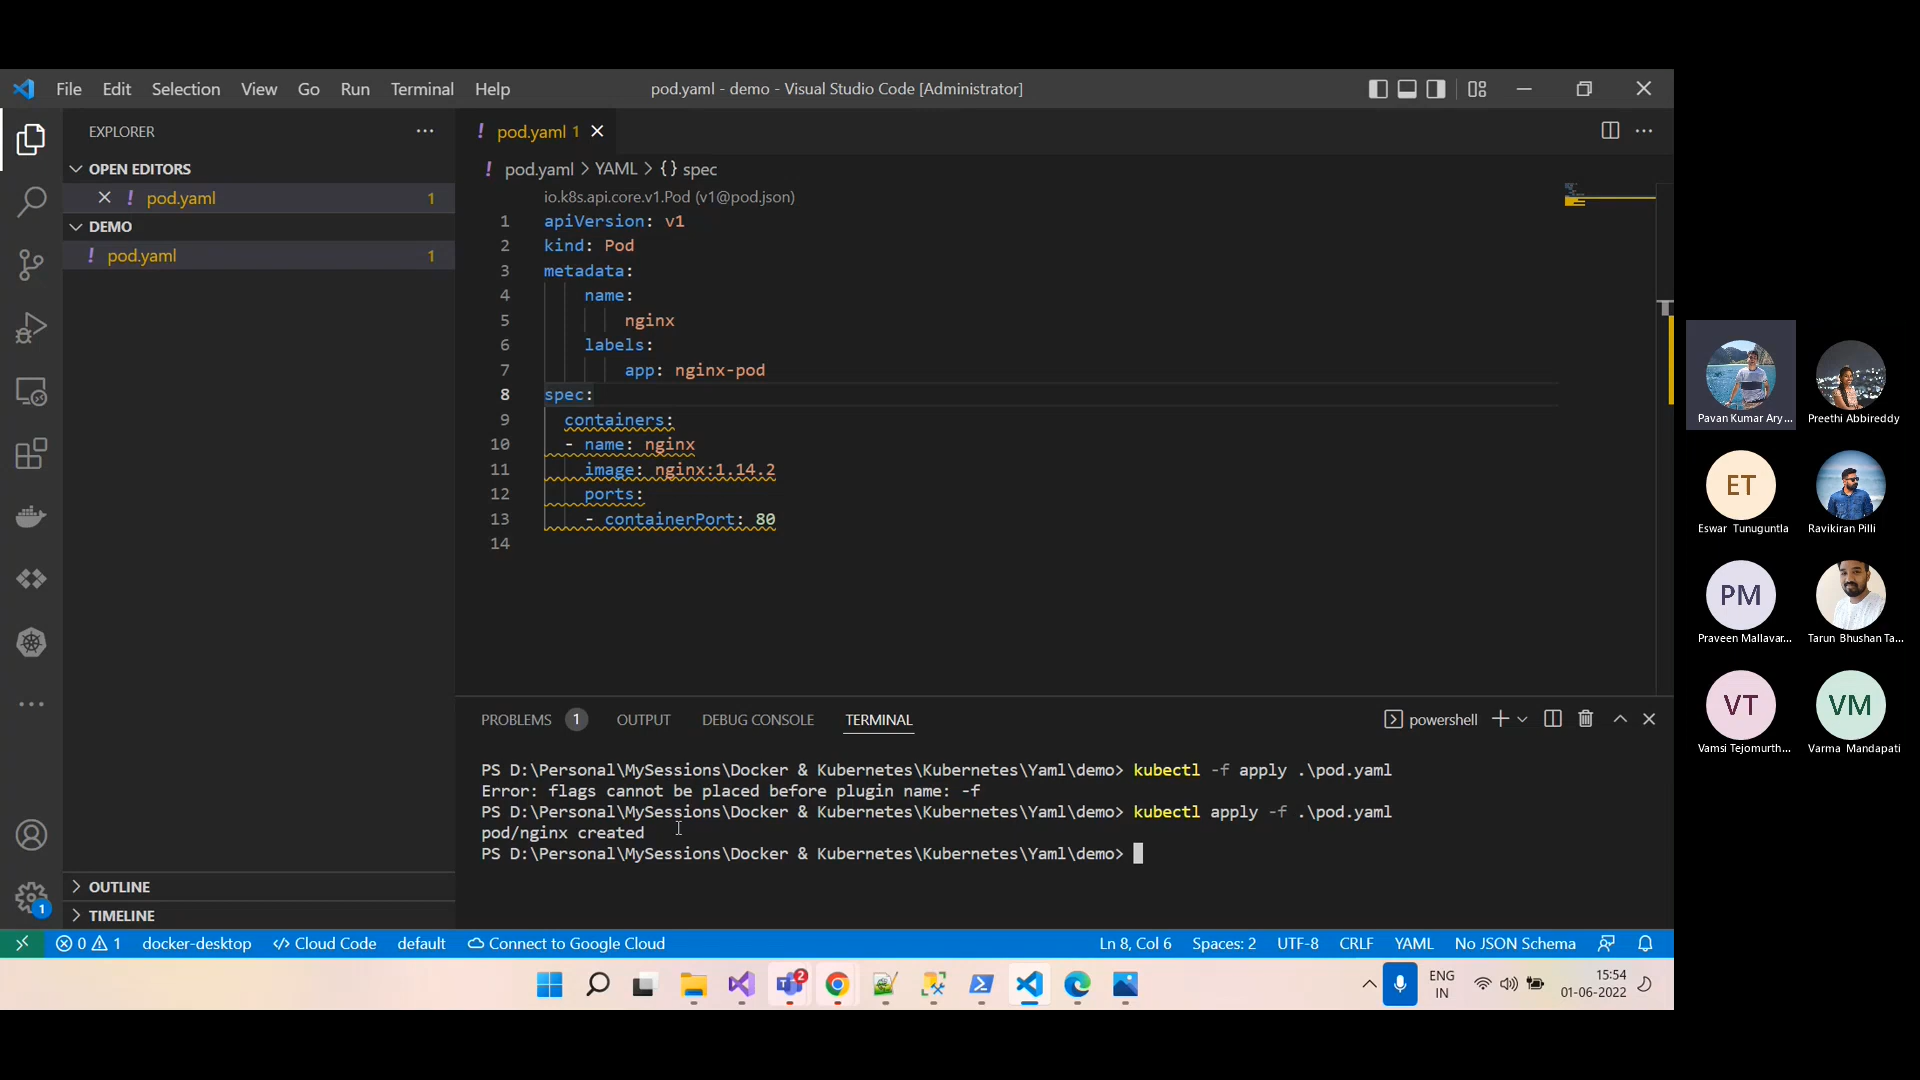 File Edit Selection View Go Run Terminal Help
pod.yaml - demo - Visual Studio Code [Administrator]
EXPLORER
OPEN EDITORS
! pod.yaml 1
DEMO
! pod.yaml 1
OUTLINE
TIMELINE
! pod.yaml 1
! pod.yaml > YAML > {} spec
io.k8s.api.core.v1.Pod (v1@pod.json)
1 apiVersion: v1
2 kind: Pod
3 metadata:
4 name:
5 nginx
6 labels:
7 app: nginx-pod
8 spec:
9 containers:
10 - name: nginx
11 image: nginx:1.14.2
12 ports:
13 - containerPort: 80
14
PROBLEMS 1 OUTPUT DEBUG CONSOLE TERMINAL
powershell
PS D:\Personal\MySessions\Docker & Kubernetes\Kubernetes\Yaml\demo> kubectl -f apply .\pod.yaml
Error: flags cannot be placed before plugin name: -f
PS D:\Personal\MySessions\Docker & Kubernetes\Kubernetes\Yaml\demo> kubectl apply -f .\pod.yaml
pod/nginx created
PS D:\Personal\MySessions\Docker & Kubernetes\Kubernetes\Yaml\demo>
1
0 1 docker-desktop Cloud Code default Connect to Google Cloud
Ln 8, Col 6 Spaces: 2 UTF-8 CRLF YAML No JSON Schema
2
ENG
IN
15:54
01-06-2022
Pavan Kumar Ary...
Preethi Abbireddy
ET
Eswar Tunuguntla
Ravikiran Pilli
PM
Praveen Mallavar...
Tarun Bhushan Ta...
VT
Vamsi Tejomurth...
VM
Varma Mandapati